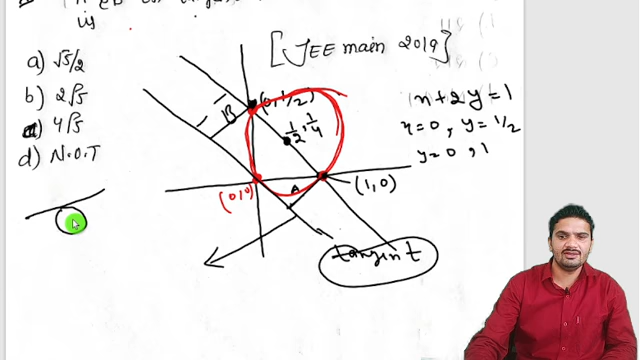 is
a) √5/2
b) 2√5
c) 4√5
d) N.O.T
[JEE main 2019]
(0, 1/2)
B
1/2, 1/4
A
(0,0)
(1,0)
x+2y=1
x=0, y=1/2
y=0, 1
tangent